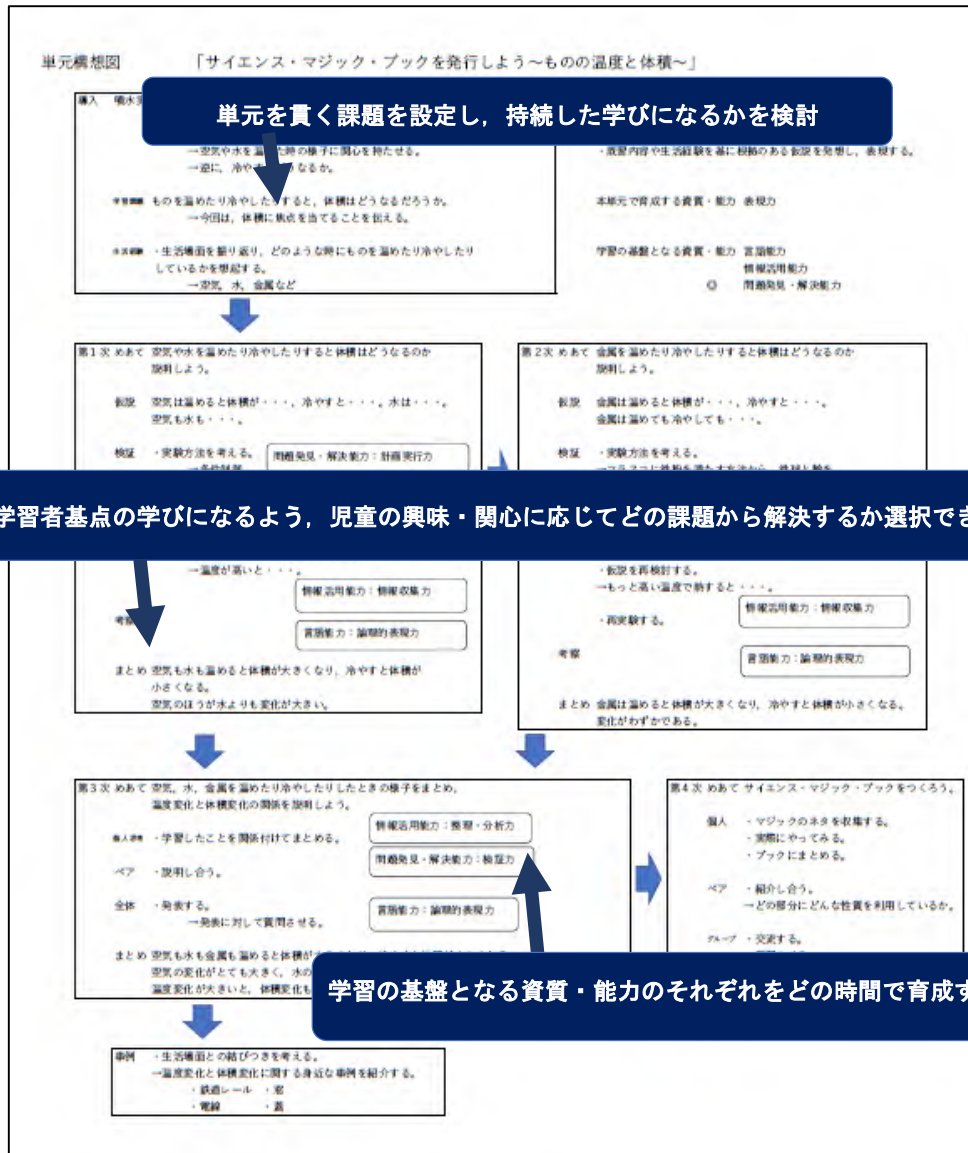 単元構想図 「サイエンス・マジック・ブックを発行しよう～ものの温度と体積～」
導入 噴水
単元を貫く課題を設定し，持続した学びになるかを検討
→空気や水を温めた時の様子に関心を持たせる。
→逆に，冷やす うなるか。
・既習内容や生活経験を基に根拠のある仮説を発想し，表現する。
学習問題 ものを温めたり冷やしたりすると，体積はどうなるだろうか。
→今回は，体積に焦点を当てることを伝える。
本単元で育成する資質・能力 表現力
・生活場面を振り返り，どのような時にものを温めたり冷やしたり
しているかを想起する。
→空気，水，金属など
学習の基盤となる資質・能力 言語能力
情報活用能力
◎ 問題発見・解決能力
第１次 めあて 空気や水を温めたり冷やしたりすると体積はどうなるのか
説明しよう。
仮説 空気は温めると体積が・・・，冷やすと・・・。水は・・・。
空気も水も・・・。
検証 ・実験方法を考える。
問題発見・解決能力：計画実行力
第２次 めあて 金属を温めたり冷やしたりすると体積はどうなるのか
説明しよう。
仮説 金属は温めると体積が・・・，冷やすと・・・。
金属は温めても冷やしても・・・。
検証 ・実験方法を考える。
学習者基点の学びになるよう，児童の興味・関心に応じてどの課題から解決するか選択でき
→温度が高いと・・・。
情報活用能力：情報収集力
考察
言語能力：論理的表現力
まとめ 空気も水も温めると体積が大きくなり，冷やすと体積が
小さくなる。
空気のほうが水よりも変化が大きい。
・仮説を再検討する。
→もっと高い温度で熱すると・・・。
情報活用能力：情報収集力
・再実験する。
考察
言語能力：論理的表現力
まとめ 金属は温めると体積が大きくなり，冷やすと体積が小さくなる。
変化がわずかである。
第３次 めあて 空気，水，金属を温めたり冷やしたりしたときの様子をまとめ，
温度変化と体積変化の関係を説明しよう。
情報活用能力：整理・分析力
個人思考 ・学習したことを関係付けてまとめる。
問題発見・解決能力：検証力
ペア ・説明し合う。
全体 ・発表する。
→発表に対して質問させる。
言語能力：論理的表現力
まとめ 空気も水も金属も温めると体積が
空気の変化がとても大きく，水の
温度変化が大きいと，体積変化も
第４次 めあて サイエンス・マジック・ブックをつくろう。
個人 ・マジックのネタを収集する。
・実際にやってみる。
・ブックにまとめる。
ペア ・紹介し合う。
→どの部分にどんな性質を利用しているか。
グループ ・交流する。
学習の基盤となる資質・能力のそれぞれをどの時間で育成す
事例 ・生活場面との結びつきを考える。
→温度変化と体積変化に関する身近な事例を紹介する。
・鉄道レール ・窓
・電線 ・蓋